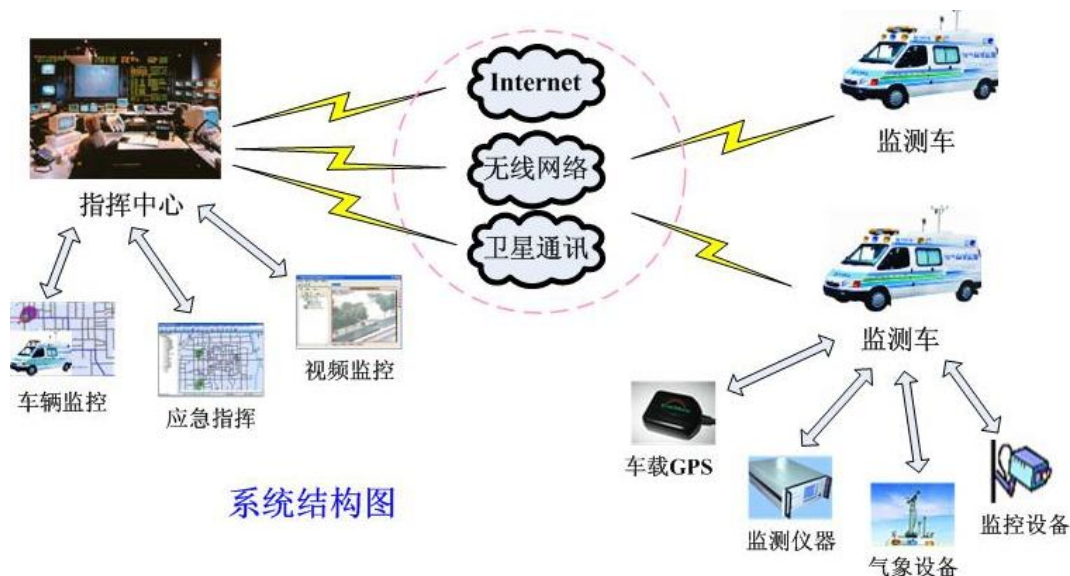 Internet
无线网络
卫星通讯
监测车
指挥中心
监测车
车辆监控
应急指挥
视频监控
车载GPS
监测仪器
气象设备
监控设备
系统结构图